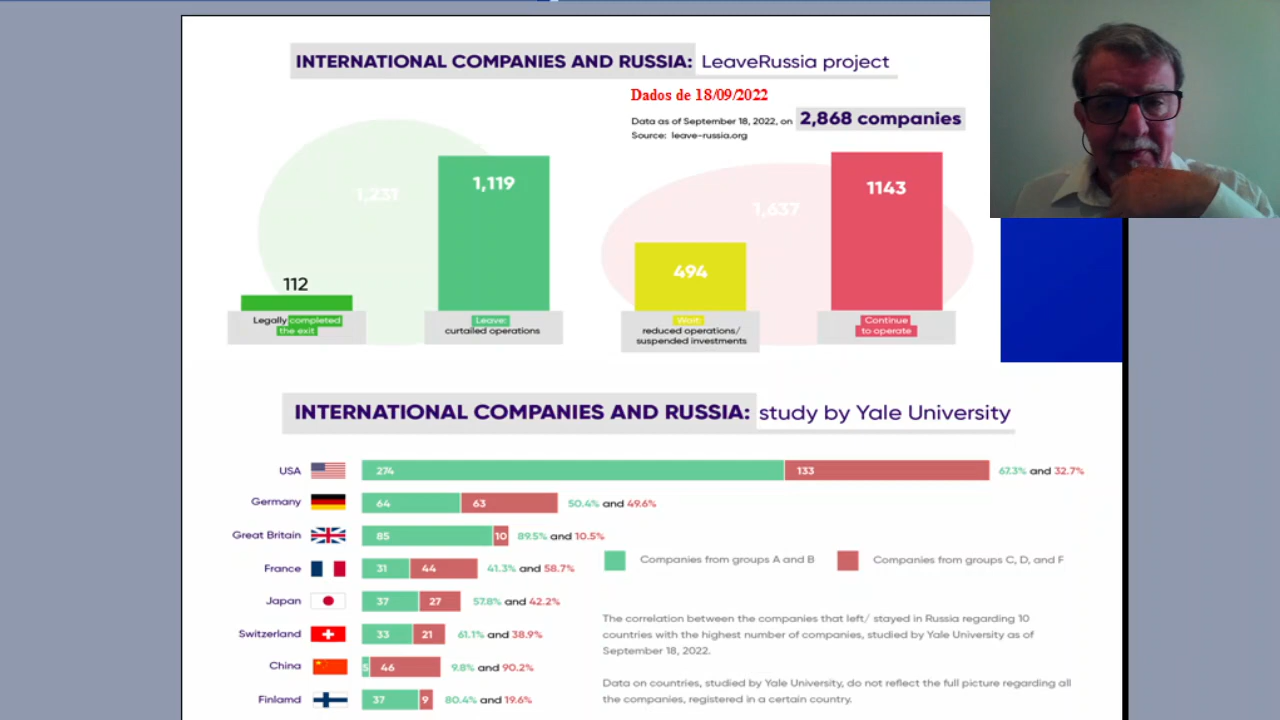 INTERNATIONAL COMPANIES AND RUSSIA: LeaveRussia project
Dados de 18/09/2022
Data as of September 18, 2022, on 2,868 companies
Source: leave-russia.org
1,231
1,119
1,637
1143
494
112
Legally completed
the exit
Leave:
curtailed operations
Wait:
reduced operations/
suspended investments
Continue
to operate
INTERNATIONAL COMPANIES AND RUSSIA: study by Yale University
USA 274 133 67.3% and 32.7%
Germany 64 63 50.4% and 49.6%
Great Britain 85 10 89.5% and 10.5%
Companies from groups A and B Companies from groups C, D, and F
France 31 44 41.3% and 58.7%
Japan 37 27 57.8% and 42.2%
The correlation between the companies that left/ stayed in Russia regarding 10
countries with the highest number of companies, studied by Yale University as of
September 18, 2022.
Switzerland 33 21 61.1% and 38.9%
China 5 46 9.8% and 90.2%
Finlamd 37 9 80.4% and 19.6%
Data on countries, studied by Yale University, do not reflect the full picture regarding all
the companies, registered in a certain country.